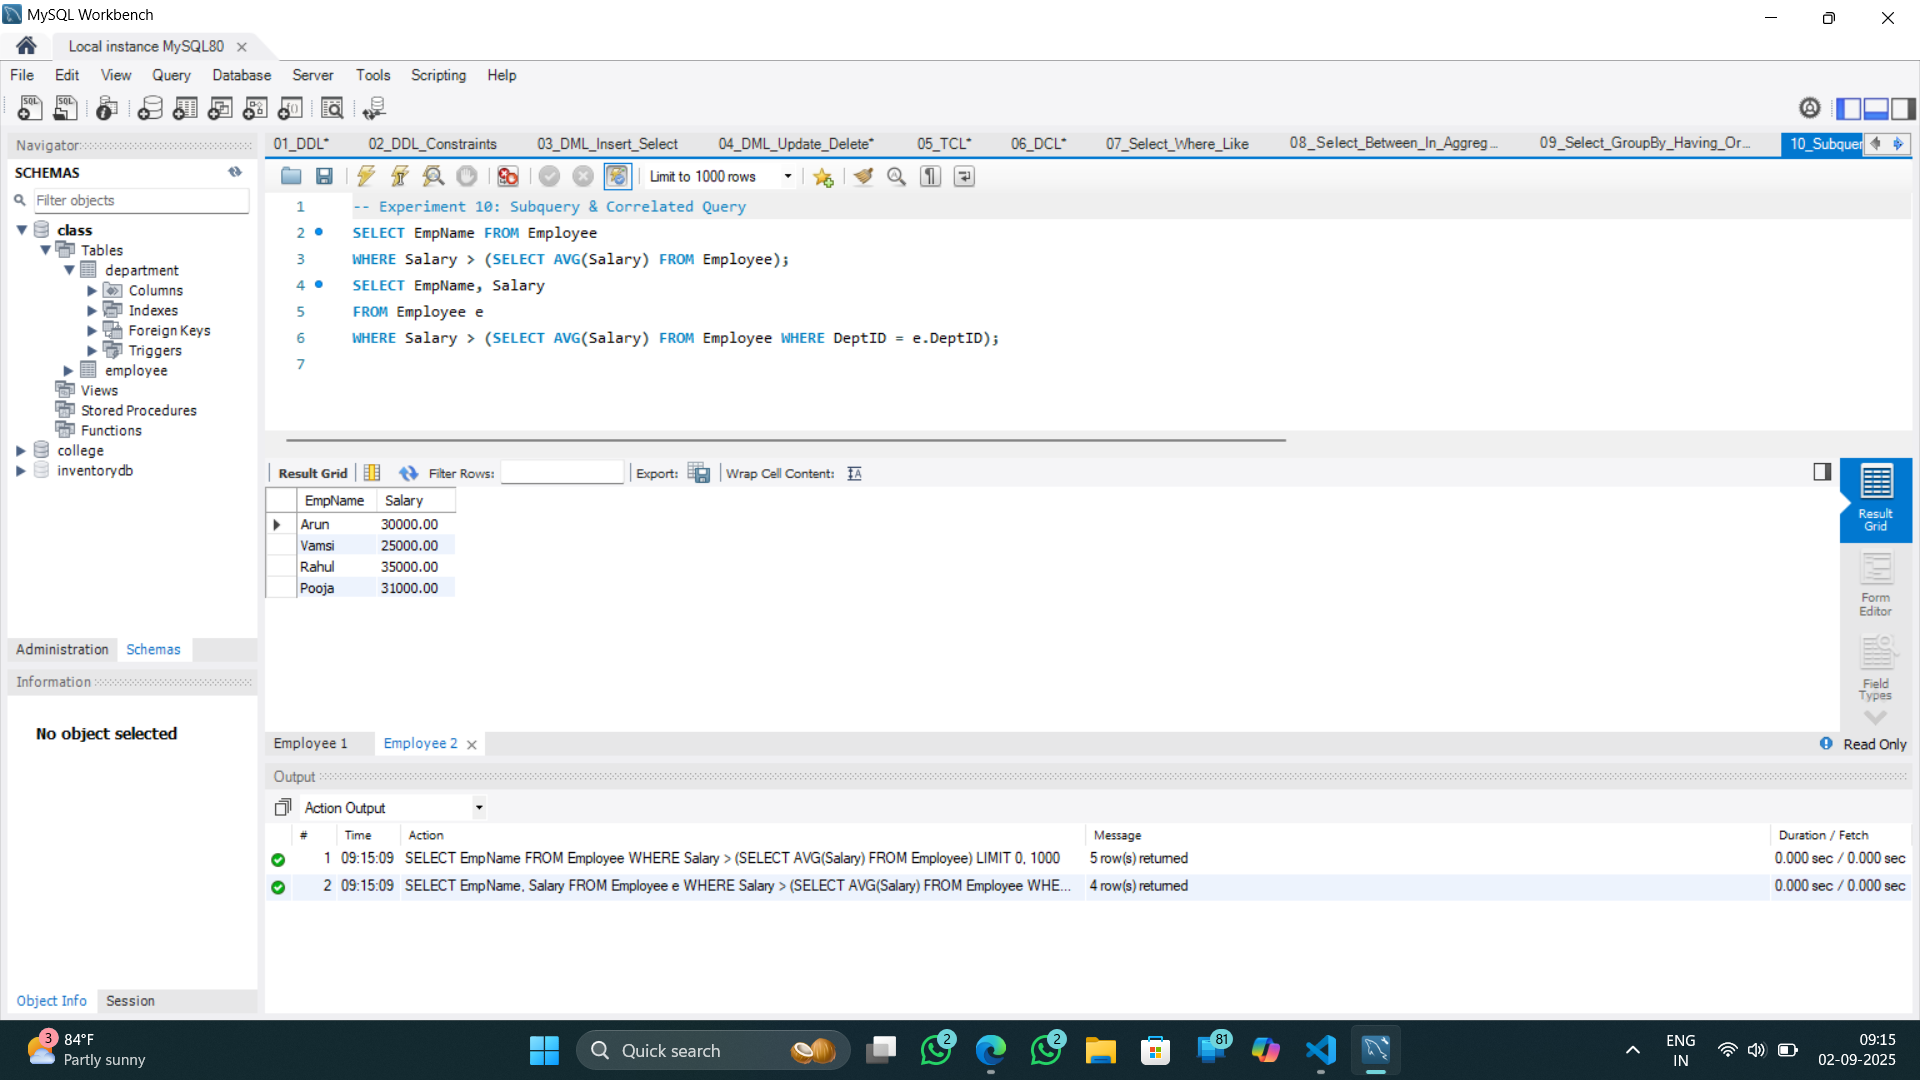 MySQL Workbench
Local instance MySQL80
File Edit View Query Database Server Tools Scripting Help
Navigator
SCHEMAS
Filter objects
class
Tables
department
Columns
Indexes
Foreign Keys
Triggers
employee
Views
Stored Procedures
Functions
college
inventorydb
Administration Schemas
Information
No object selected
Object Info Session
01_DDL* 02_DDL_Constraints 03_DML_Insert_Select 04_DML_Update_Delete* 05_TCL* 06_DCL* 07_Select_Where_Like 08_Select_Between_In_Aggreg... 09_Select_GroupBy_Having_Or... 10_Subquer
Limit to 1000 rows
1 -- Experiment 10: Subquery & Correlated Query
2 SELECT EmpName FROM Employee
3 WHERE Salary > (SELECT AVG(Salary) FROM Employee);
4 SELECT EmpName, Salary
5 FROM Employee e
6 WHERE Salary > (SELECT AVG(Salary) FROM Employee WHERE DeptID = e.DeptID);
7
Result Grid Filter Rows: Export: Wrap Cell Content:
EmpName Salary
Arun 30000.00
Vamsi 25000.00
Rahul 35000.00
Pooja 31000.00
Result
Grid
Form
Editor
Field
Types
Employee 1 Employee 2 Read Only
Output
Action Output
# Time Action Message Duration / Fetch
1 09:15:09 SELECT EmpName FROM Employee WHERE Salary > (SELECT AVG(Salary) FROM Employee) LIMIT 0, 1000 5 row(s) returned 0.000 sec / 0.000 sec
2 09:15:09 SELECT EmpName, Salary FROM Employee e WHERE Salary > (SELECT AVG(Salary) FROM Employee WHE... 4 row(s) returned 0.000 sec / 0.000 sec
3 84°F
Partly sunny
Quick search
2
2
81
ENG
IN
09:15
02-09-2025